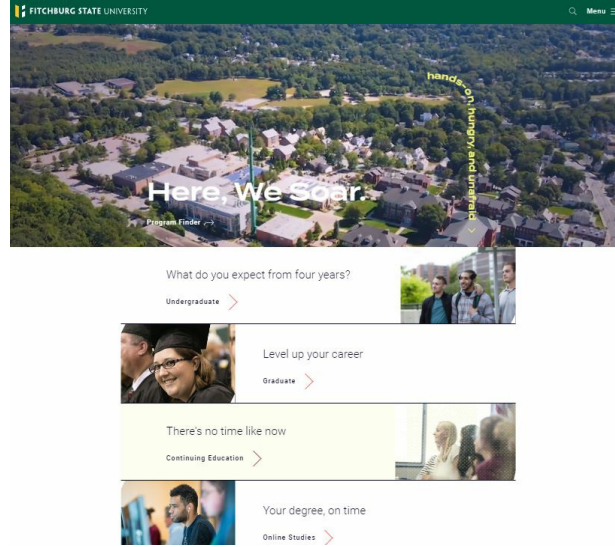 FITCHBURG STATE UNIVERSITY
Menu
hands-on, hungry, and unafraid
Here, We Soar.
Program Finder
What do you expect from four years?
Undergraduate
Level up your career
Graduate
There's no time like now
Continuing Education
Your degree, on time
Online Studies